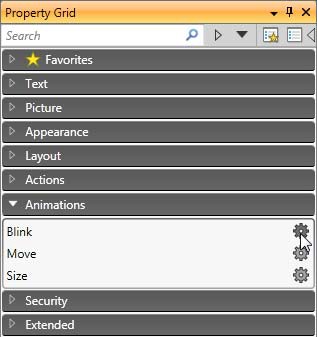 Property Grid
Search
Favorites
Text
Picture
Appearance
Layout
Actions
Animations
Blink
Move
Size
Security
Extended